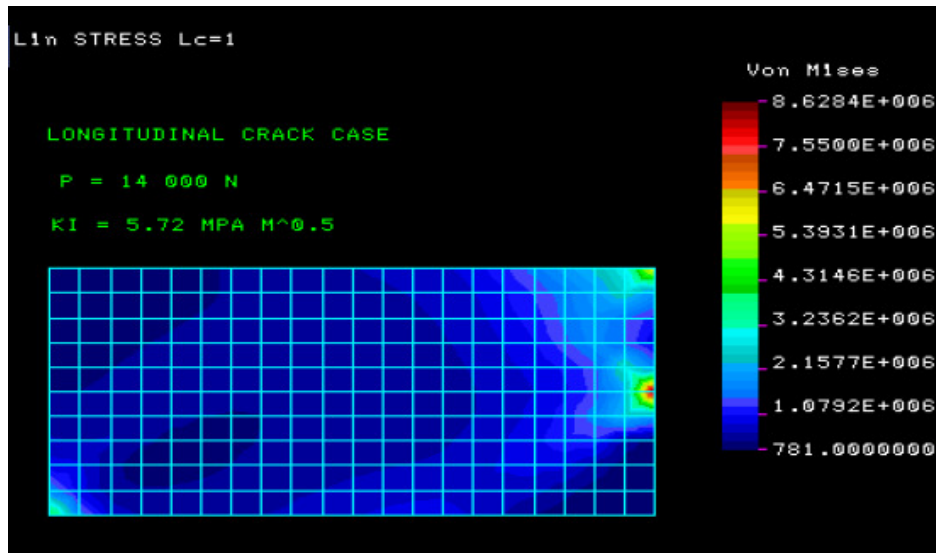 L1n STRESS Lc=1
Von M1ses
8.6284E+006
LONGITUDINAL CRACK CASE
7.5500E+006
P = 14 000 N
6.4715E+006
KI = 5.72 MPA M^0.5
5.3931E+006
4.3146E+006
3.2362E+006
2.1577E+006
1.0792E+006
781.0000000